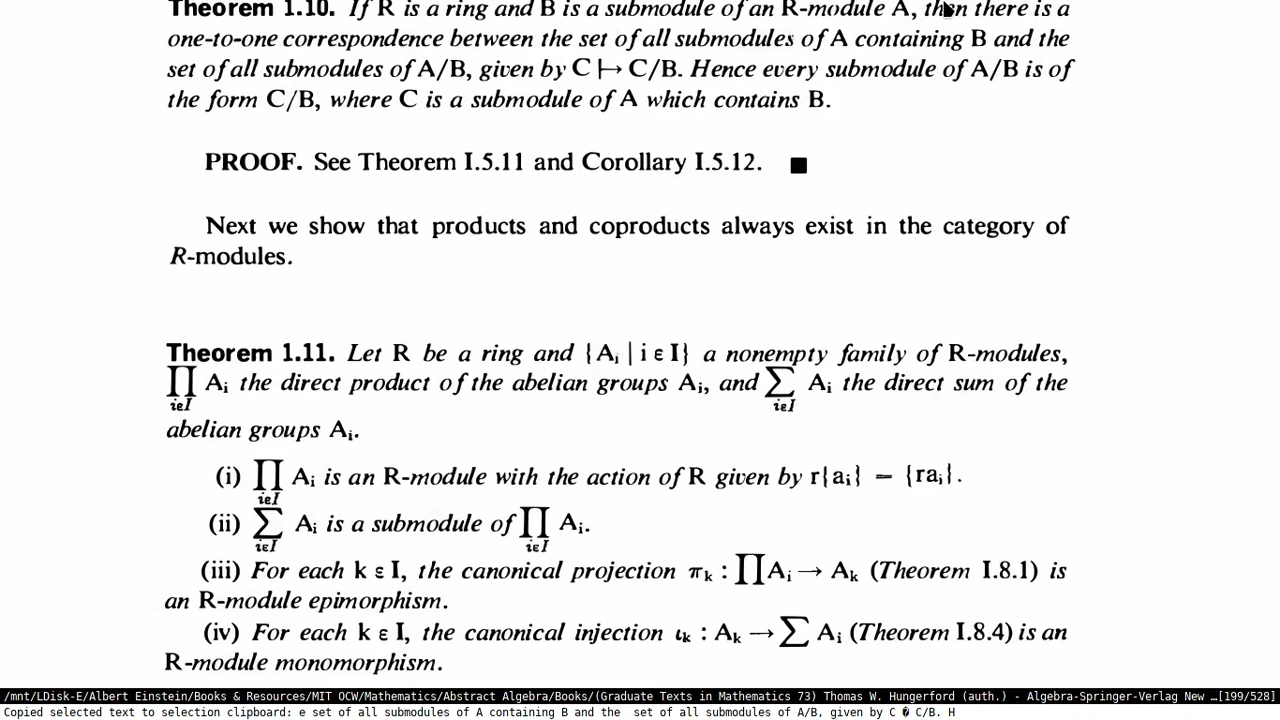 Theorem 1.10. If R is a ring and B is a submodule of an R-module A, then there is a
one-to-one correspondence between the set of all submodules of A containing B and the
set of all submodules of A/B, given by C ↦ C/B. Hence every submodule of A/B is of
the form C/B, where C is a submodule of A which contains B.
PROOF. See Theorem I.5.11 and Corollary I.5.12. ■
Next we show that products and coproducts always exist in the category of
R-modules.
Theorem 1.11. Let R be a ring and {Aᵢ | i ε I} a nonempty family of R-modules,
∏ Aᵢ the direct product of the abelian groups Aᵢ, and ∑ Aᵢ the direct sum of the
iεI iεI
abelian groups Aᵢ.
(i) ∏ Aᵢ is an R-module with the action of R given by r{aᵢ} = {raᵢ}.
iεI
(ii) ∑ Aᵢ is a submodule of ∏ Aᵢ.
iεI iεI
(iii) For each k ε I, the canonical projection πₖ : ∏Aᵢ → Aₖ (Theorem I.8.1) is
an R-module epimorphism.
(iv) For each k ε I, the canonical injection ιₖ : Aₖ → ∑ Aᵢ (Theorem I.8.4) is an
R-module monomorphism.
/mnt/LDisk-E/Albert Einstein/Books & Resources/MIT OCW/Mathematics/Abstract Algebra/Books/(Graduate Texts in Mathematics 73) Thomas W. Hungerford (auth.) - Algebra-Springer-Verlag New …[199/528]
Copied selected text to selection clipboard: e set of all submodules of A containing B and the  set of all submodules of A/B, given by C � C/B. H